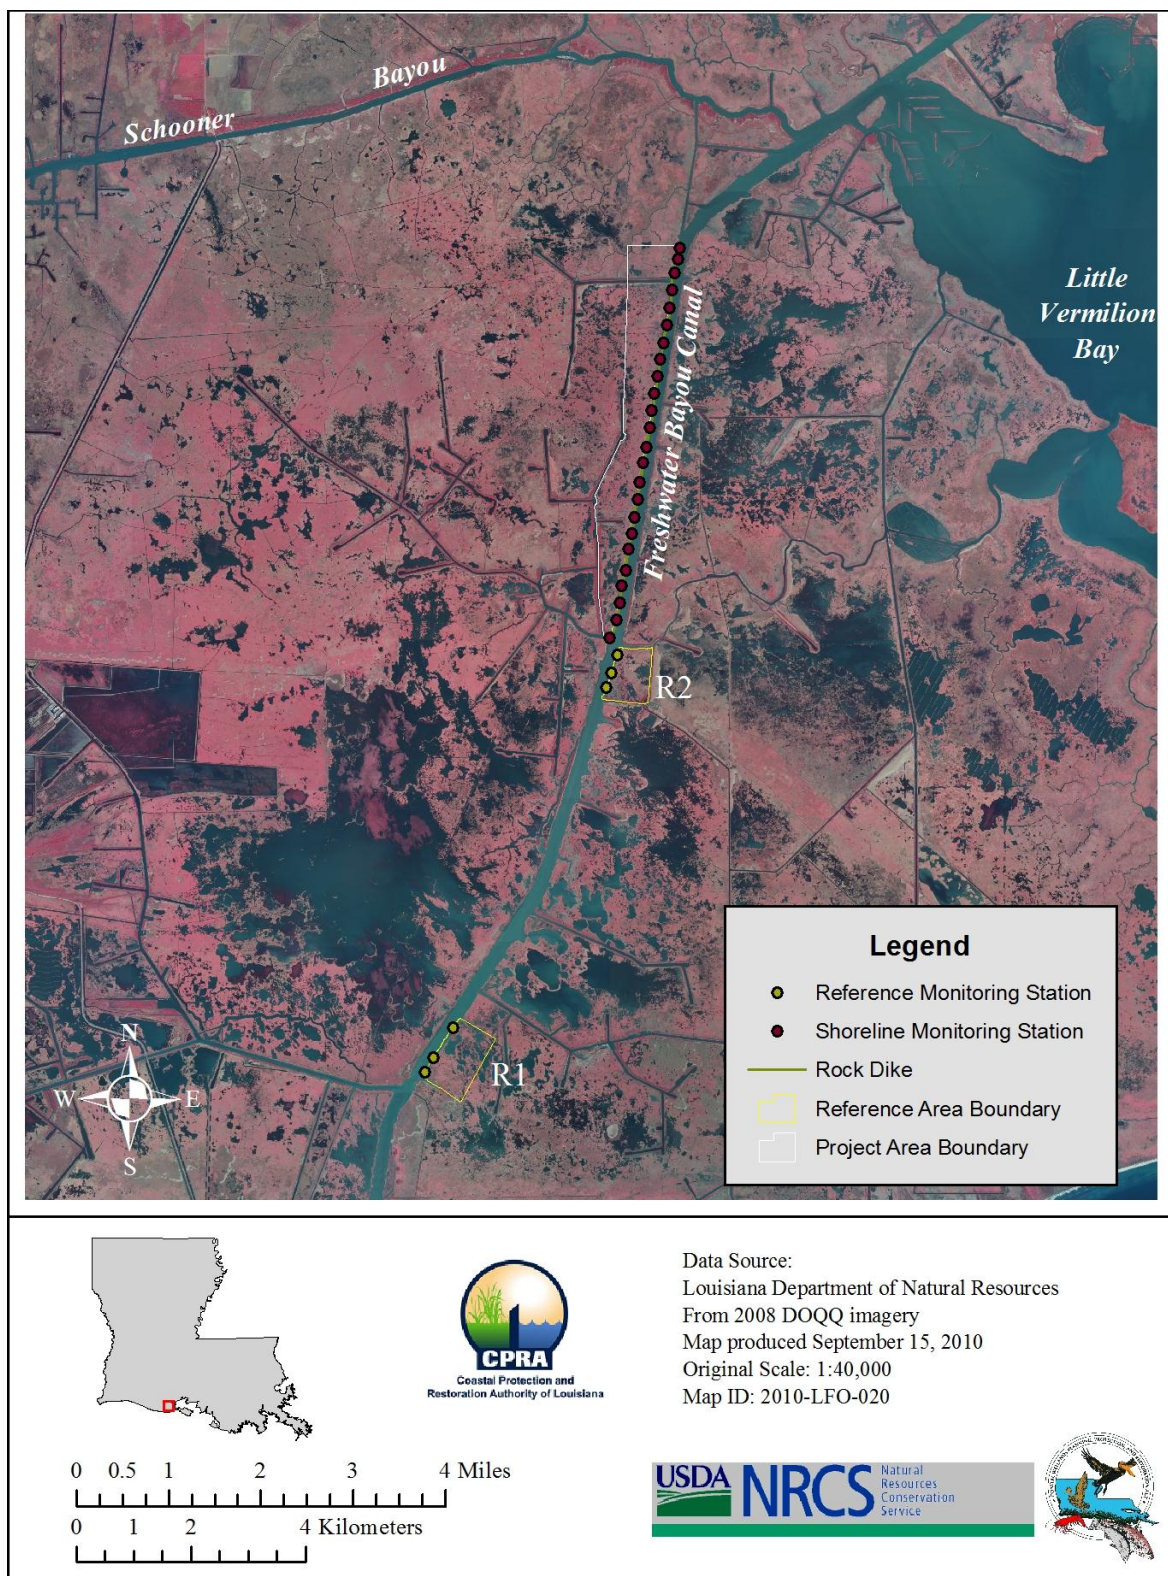 Schooner Bayou
Little
Vermilion
Bay
Freshwater Bayou Canal
R2
R1
N
W E
S
Legend
Reference Monitoring Station
Shoreline Monitoring Station
Rock Dike
Reference Area Boundary
Project Area Boundary
CPRA
Coastal Protection and
Restoration Authority of Louisiana
Data Source:
Louisiana Department of Natural Resources
From 2008 DOQQ imagery
Map produced September 15, 2010
Original Scale: 1:40,000
Map ID: 2010-LFO-020
0 0.5 1 2 3 4 Miles
0 1 2 4 Kilometers
USDA NRCS
Natural
Resources
Conservation
Service